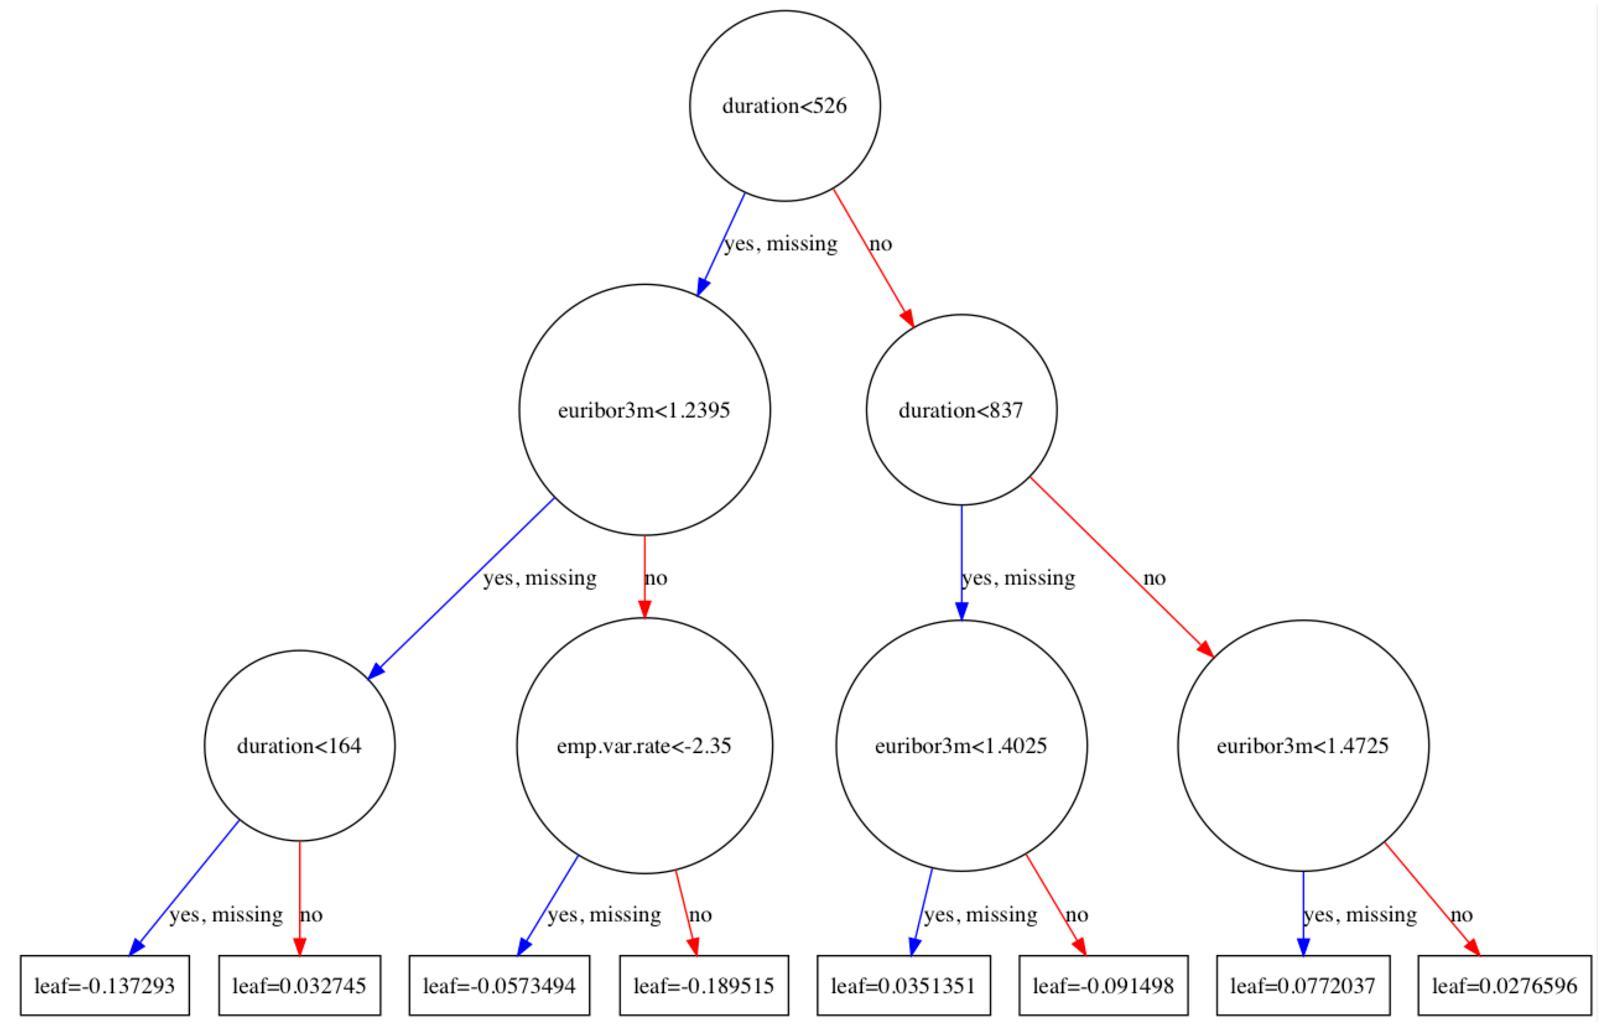 duration<526
yes, missing
no
euribor3m<1.2395
duration<837
yes, missing
no
yes, missing
no
duration<164
emp.var.rate<-2.35
euribor3m<1.4025
euribor3m<1.4725
yes, missing
no
yes, missing
no
yes, missing
no
yes, missing
no
leaf=-0.137293
leaf=0.032745
leaf=-0.0573494
leaf=-0.189515
leaf=0.0351351
leaf=-0.091498
leaf=0.0772037
leaf=0.0276596